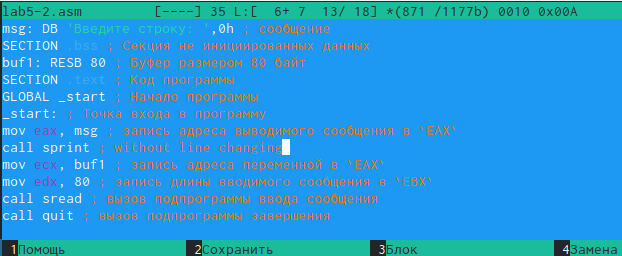 lab5-2.asm [----] 35 L:[ 6+ 7 13/ 18] *(871 /1177b) 0010 0x00A
msg: DB 'Введите строку: ',0h ; сообщение
SECTION .bss ; Секция не инициированных данных
buf1: RESB 80 ; Буфер размером 80 байт
SECTION .text ; Код программы
GLOBAL _start ; Начало программы
_start: ; Точка входа в программу
mov eax, msg ; запись адреса выводимого сообщения в `EAX`
call sprint ; without line changing
mov ecx, buf1 ; запись адреса переменной в `EAX`
mov edx, 80 ; запись длины вводимого сообщения в `EBX`
call sread ; вызов подпрограммы ввода сообщения
call quit ; вызов подпрграммы завершения
1Помощь 2Сохранить 3Блок 4Замена